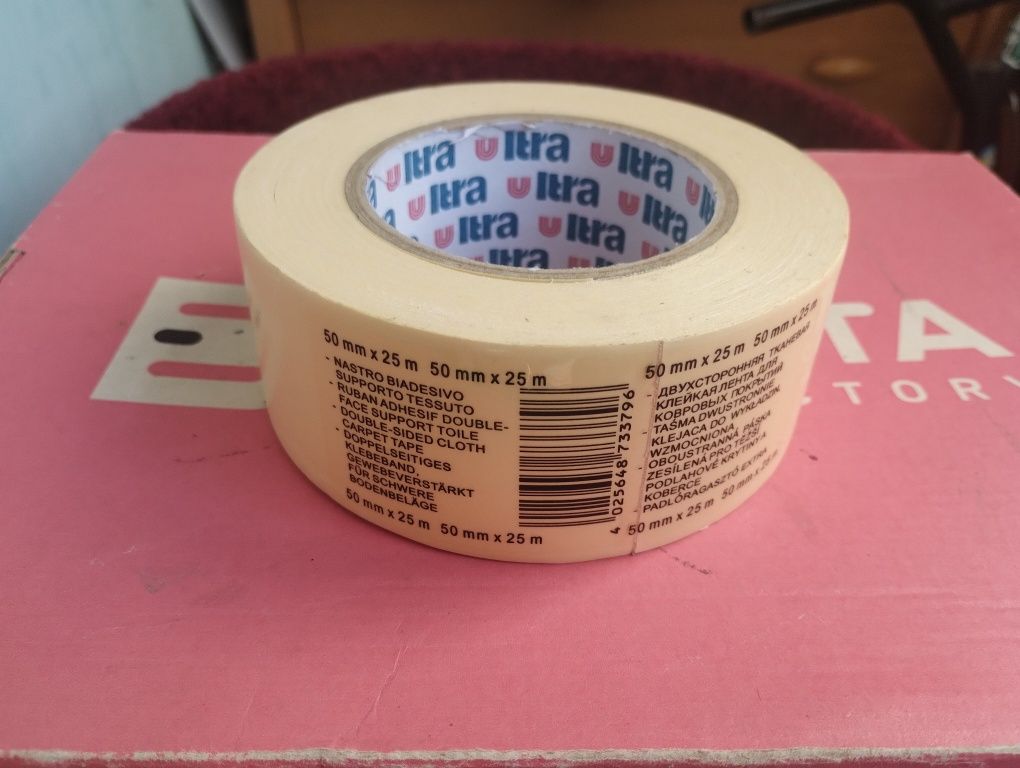 Ultra Ultra Ultra
Ultra Ultra
Ultra Ultra
50 mm x 25 m 50 mm x 25 m
- NASTRO BIADESIVO
SUPPORTO TESSUTO
- RUBAN ADHESIF DOUBLE-
FACE SUPPORT TOILE
- DOUBLE-SIDED CLOTH
CARPET TAPE
- DOPPELSEITIGES
KLEBEBAND,
GEWEBEVERSTÄRKT
FÜR SCHWERE
BODENBELÄGE
50 mm x 25 m 50 mm x 25 m
4 025648 733796
50 mm x 25 m 50 mm x 25 m
- ДВУХСТОРОННЯЯ ТКАНЕВАЯ
КЛЕЙКАЯ ЛЕНТА ДЛЯ
КОВРОВЫХ ПОКРЫТИЙ
- TAŚMA DWUSTRONNIE
KLEJACA DO WYKŁADZIN,
WZMOCNIONA
- OBOUSTRANNÁ PÁSKA
ZESÍLENÁ PRO TĚŽŠÍ
PODLAHOVÉ KRYTINY A
KOBERCE
- PADLÓRAGASZTÓ EXTRA
50 mm x 25 m 50 mm x 25 m